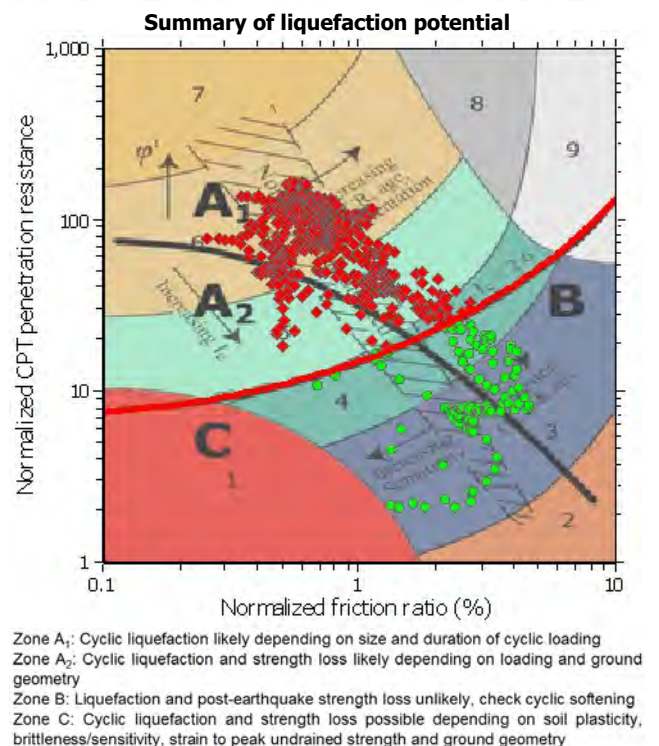 Summary of liquefaction potential
1,000
100
10
1
Normalized CPT penetration resistance
7
8
9
φ'
A₁
A₂
Increasing I
B
C
4
3
1
2
0.1
1
10
Normalized friction ratio (%)
Zone A₁: Cyclic liquefaction likely depending on size and duration of cyclic loading
Zone A₂: Cyclic liquefaction and strength loss likely depending on loading and ground
geometry
Zone B: Liquefaction and post-earthquake strength loss unlikely, check cyclic softening
Zone C: Cyclic liquefaction and strength loss possible depending on soil plasticity,
brittleness/sensitivity, strain to peak undrained strength and ground geometry